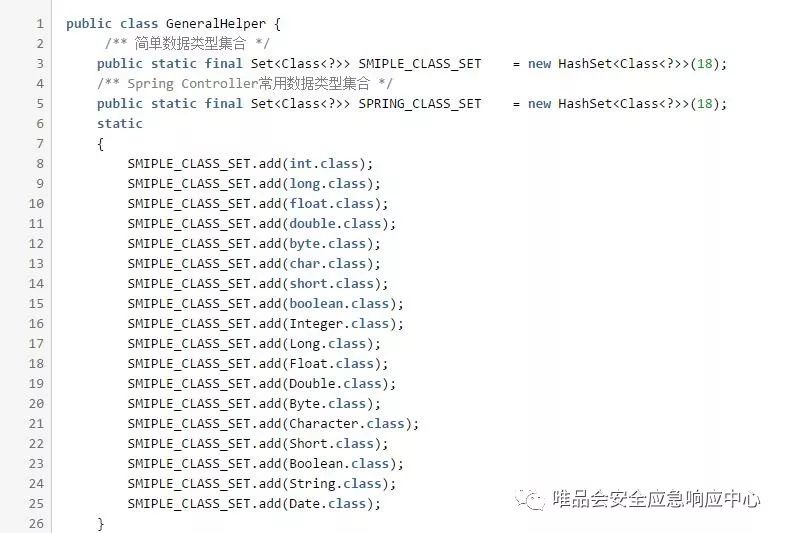 1 public class GeneralHelper {
2 /** 简单数据类型集合 */
3 public static final Set<Class<?>> SMIPLE_CLASS_SET = new HashSet<Class<?>>(18);
4 /** Spring Controller常用数据类型集合 */
5 public static final Set<Class<?>> SPRING_CLASS_SET = new HashSet<Class<?>>(18);
6 static
7 {
8 SMIPLE_CLASS_SET.add(int.class);
9 SMIPLE_CLASS_SET.add(long.class);
10 SMIPLE_CLASS_SET.add(float.class);
11 SMIPLE_CLASS_SET.add(double.class);
12 SMIPLE_CLASS_SET.add(byte.class);
13 SMIPLE_CLASS_SET.add(char.class);
14 SMIPLE_CLASS_SET.add(short.class);
15 SMIPLE_CLASS_SET.add(boolean.class);
16 SMIPLE_CLASS_SET.add(Integer.class);
17 SMIPLE_CLASS_SET.add(Long.class);
18 SMIPLE_CLASS_SET.add(Float.class);
19 SMIPLE_CLASS_SET.add(Double.class);
20 SMIPLE_CLASS_SET.add(Byte.class);
21 SMIPLE_CLASS_SET.add(Character.class);
22 SMIPLE_CLASS_SET.add(Short.class);
23 SMIPLE_CLASS_SET.add(Boolean.class);
24 SMIPLE_CLASS_SET.add(String.class);
25 SMIPLE_CLASS_SET.add(Date.class);
26 }
唯品会安全应急响应中心